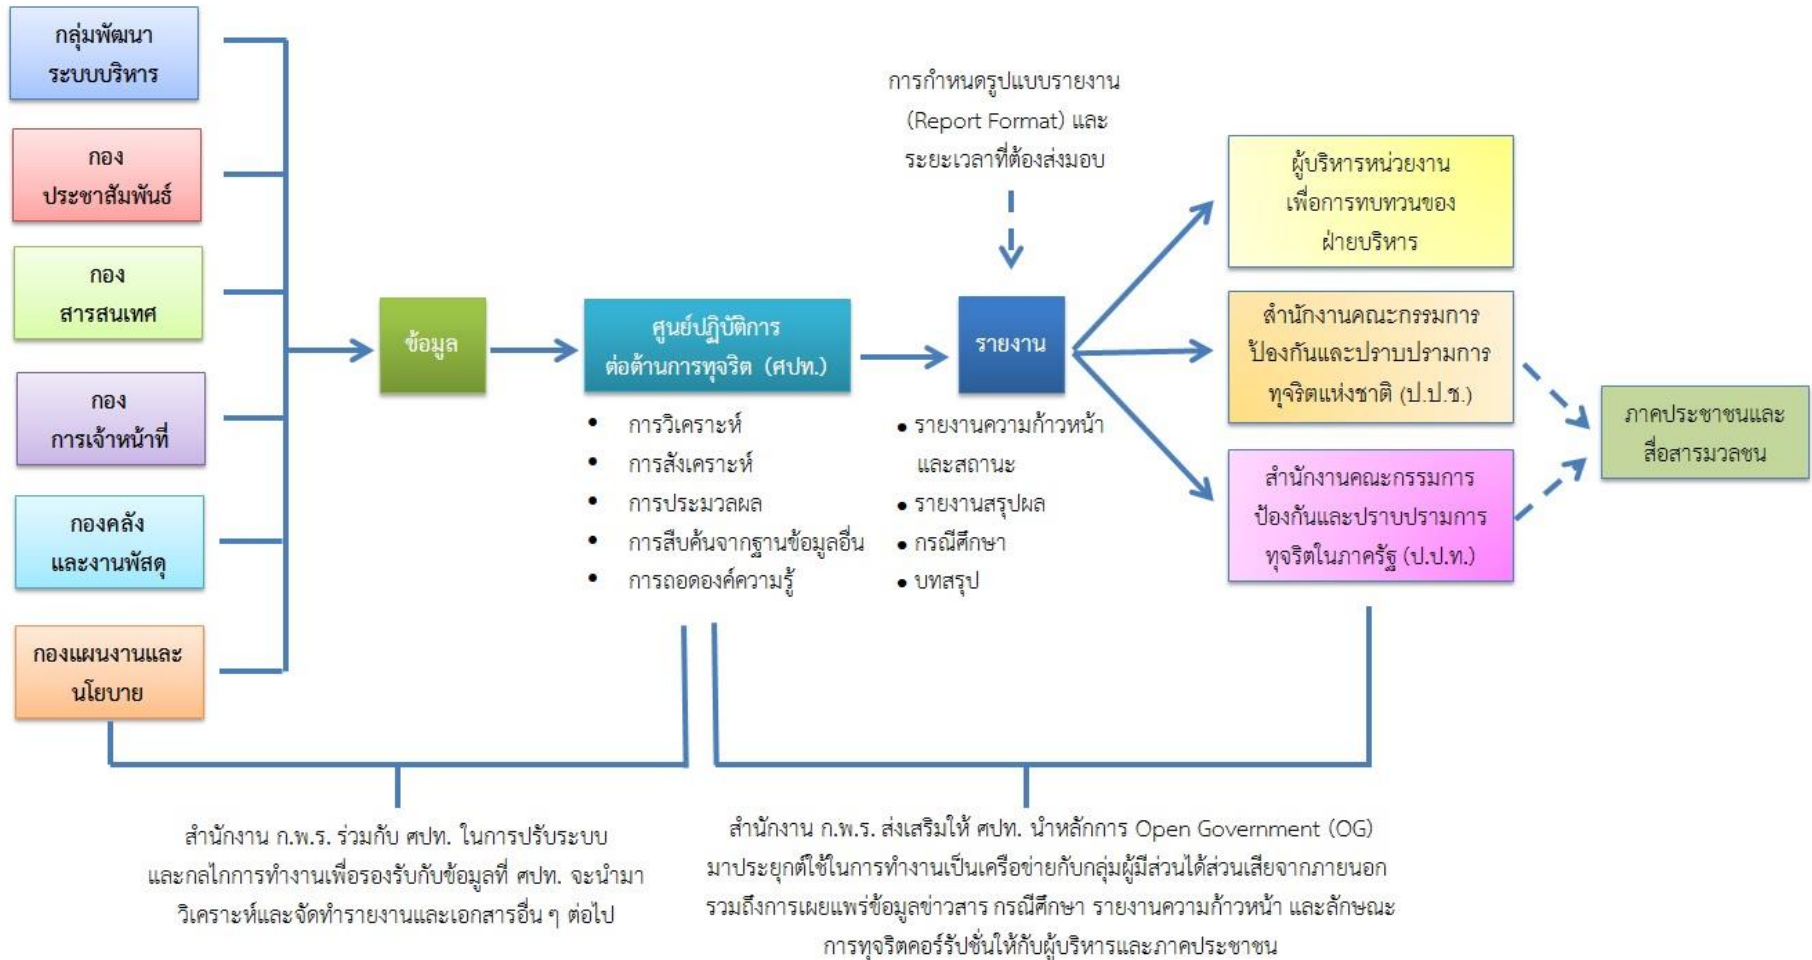 กลุ่มพัฒนา
ระบบบริหาร
กอง
ประชาสัมพันธ์
กอง
สารสนเทศ
กอง
การเจ้าหน้าที่
กองคลัง
และงานพัสดุ
กองแผนงานและ
นโยบาย
ข้อมูล
ศูนย์ปฏิบัติการ
ต่อต้านการทุจริต (ศปท.)
• การวิเคราะห์
• การสังเคราะห์
• การประมวลผล
• การสืบค้นจากฐานข้อมูลอื่น
• การถอดองค์ความรู้
การกำหนดรูปแบบรายงาน
(Report Format) และ
ระยะเวลาที่ต้องส่งมอบ
รายงาน
• รายงานความก้าวหน้า
และสถานะ
• รายงานสรุปผล
• กรณีศึกษา
• บทสรุป
ผู้บริหารหน่วยงาน
เพื่อการทบทวนของ
ฝ่ายบริหาร
สำนักงานคณะกรรมการ
ป้องกันและปราบปรามการ
ทุจริตแห่งชาติ (ป.ป.ช.)
สำนักงานคณะกรรมการ
ป้องกันและปราบปรามการ
ทุจริตในภาครัฐ (ป.ป.ท.)
ภาคประชาชนและ
สื่อสารมวลชน
สำนักงาน ก.พ.ร. ร่วมกับ ศปท. ในการปรับระบบ
และกลไกการทำงานเพื่อรองรับกับข้อมูลที่ ศปท. จะนำมา
วิเคราะห์และจัดทำรายงานและเอกสารอื่น ๆ ต่อไป
สำนักงาน ก.พ.ร. ส่งเสริมให้ ศปท. นำหลักการ Open Government (OG)
มาประยุกต์ใช้ในการทำงานเป็นเครือข่ายกับกลุ่มผู้มีส่วนได้ส่วนเสียจากภายนอก
รวมถึงการเผยแพร่ข้อมูลข่าวสาร กรณีศึกษา รายงานความก้าวหน้า และลักษณะ
การทุจริตคอร์รัปชั่นให้กับผู้บริหารและภาคประชาชน